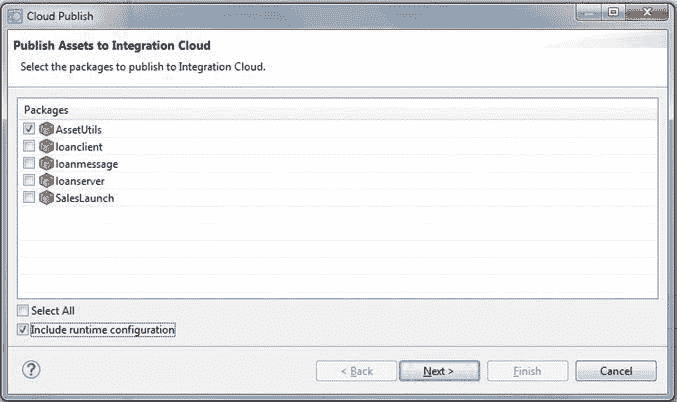 Cloud Publish
Publish Assets to Integration Cloud
Select the packages to publish to Integration Cloud.
Packages
AssetUtils
loanclient
loanmessage
loanserver
SalesLaunch
Select All
Include runtime configuration
?
< Back
Next >
Finish
Cancel